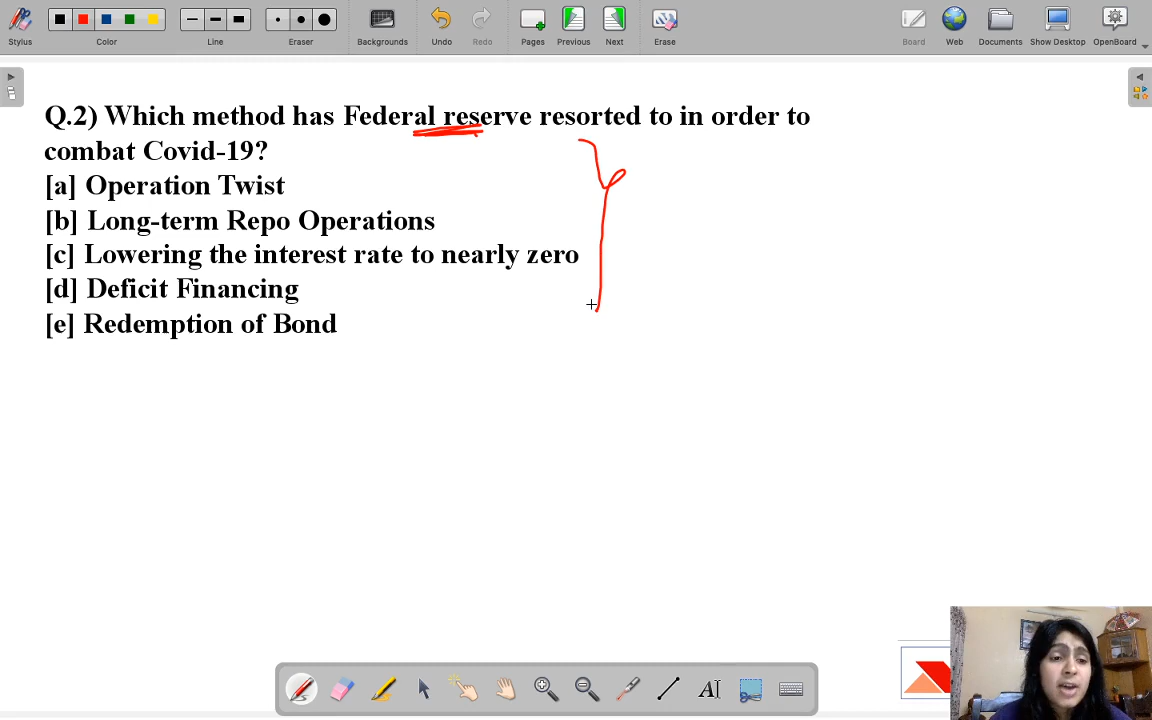 Stylus
Color
Line
Eraser
Backgrounds
Undo
Redo
Pages
Previous
Next
Erase
Board
Web
Documents
Show Desktop
OpenBoard
Q.2) Which method has Federal reserve resorted to in order to
combat Covid-19?
[a] Operation Twist
[b] Long-term Repo Operations
[c] Lowering the interest rate to nearly zero
[d] Deficit Financing
[e] Redemption of Bond